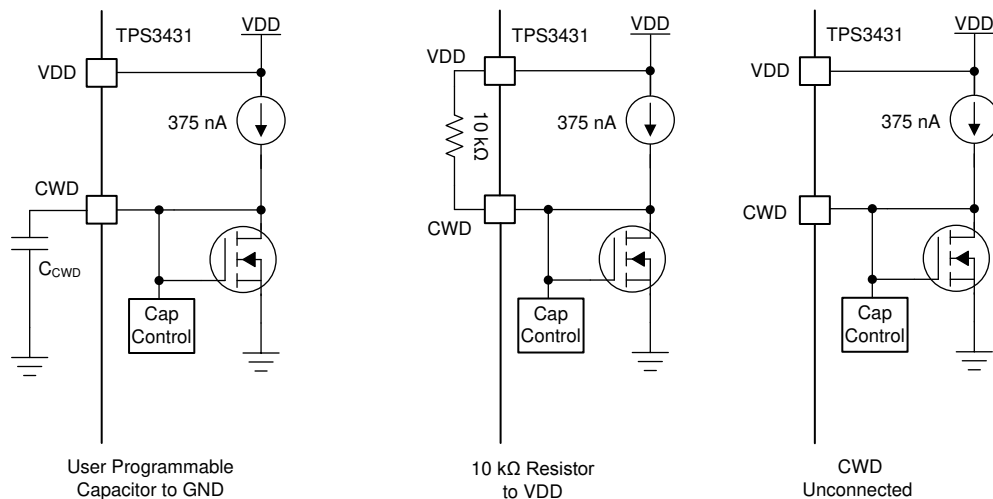 TPS3431
VDD
VDD
375 nA
CWD
C_CWD
Cap
Control
User Programmable
Capacitor to GND
TPS3431
VDD
VDD
10 kΩ
375 nA
CWD
Cap
Control
10 kΩ Resistor
to VDD
TPS3431
VDD
VDD
375 nA
CWD
Cap
Control
CWD
Unconnected